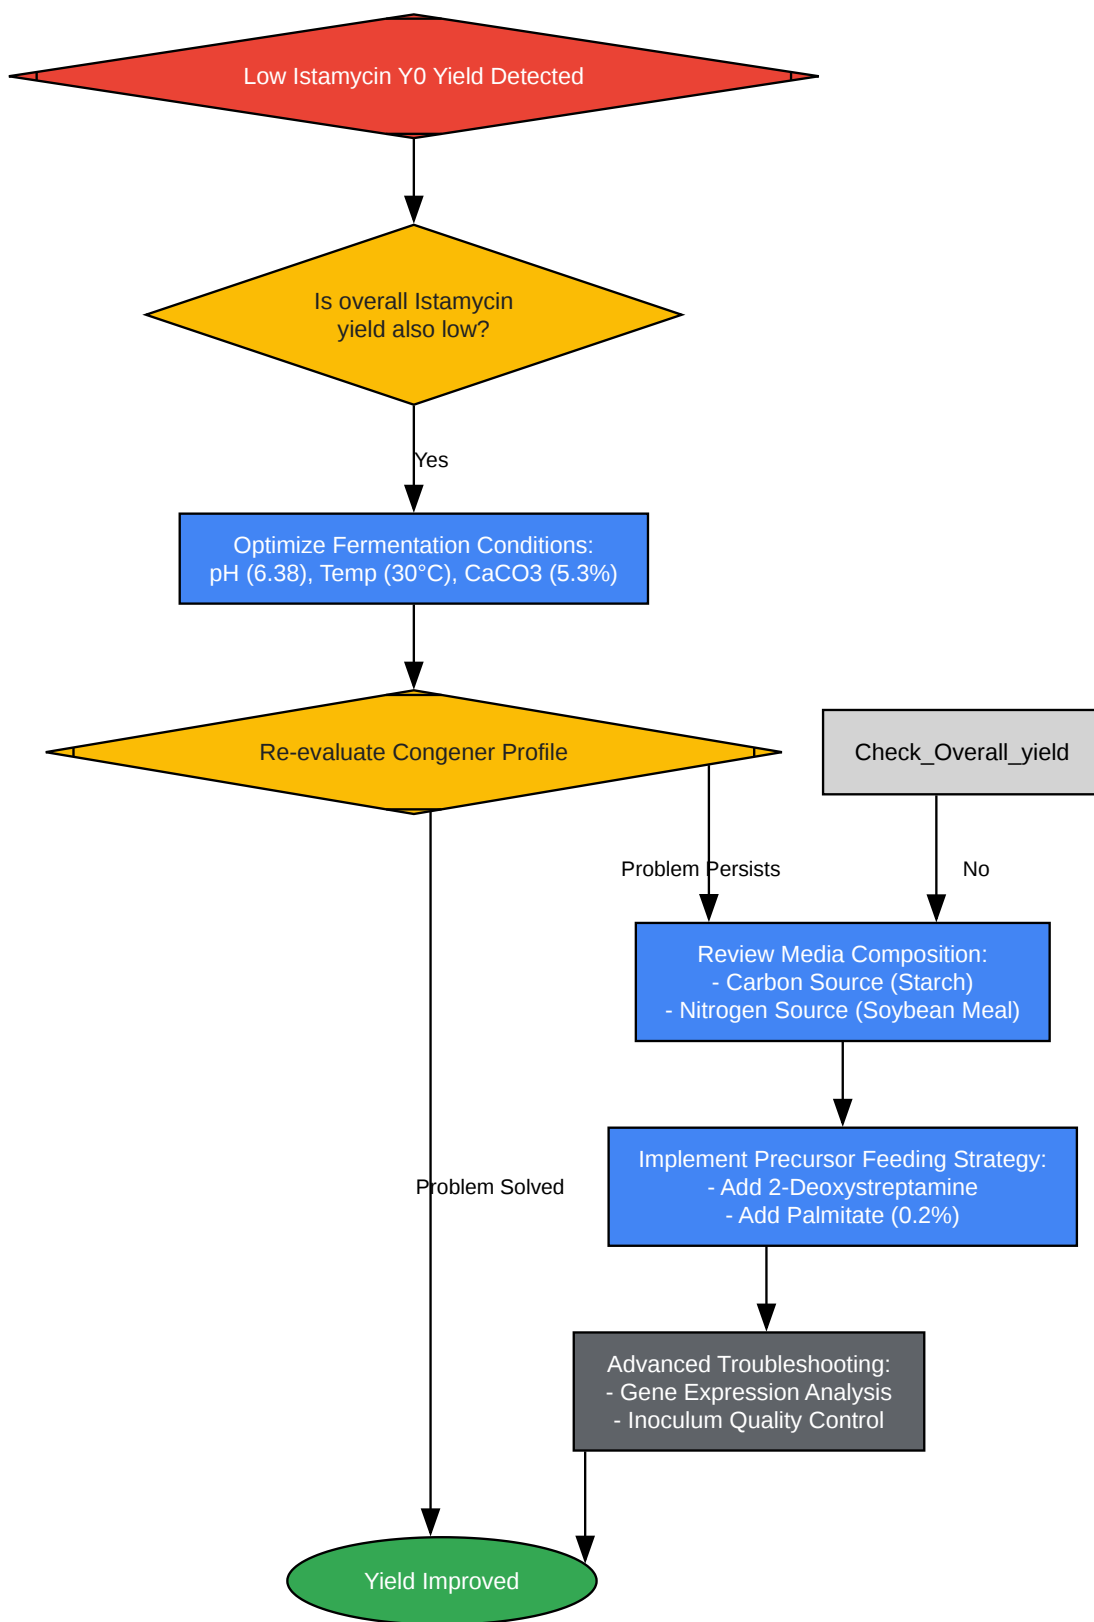 Low Istamycin Y0 Yield Detected
Is overall Istamycin
yield also low?
Yes
Optimize Fermentation Conditions:
pH (6.38), Temp (30°C), CaCO3 (5.3%)
Re-evaluate Congener Profile
Check_Overall_yield
Problem Persists
No
Review Media Composition:
- Carbon Source (Starch)
- Nitrogen Source (Soybean Meal)
Implement Precursor Feeding Strategy:
- Add 2-Deoxystreptamine
- Add Palmitate (0.2%)
Problem Solved
Advanced Troubleshooting:
- Gene Expression Analysis
- Inoculum Quality Control
Yield Improved